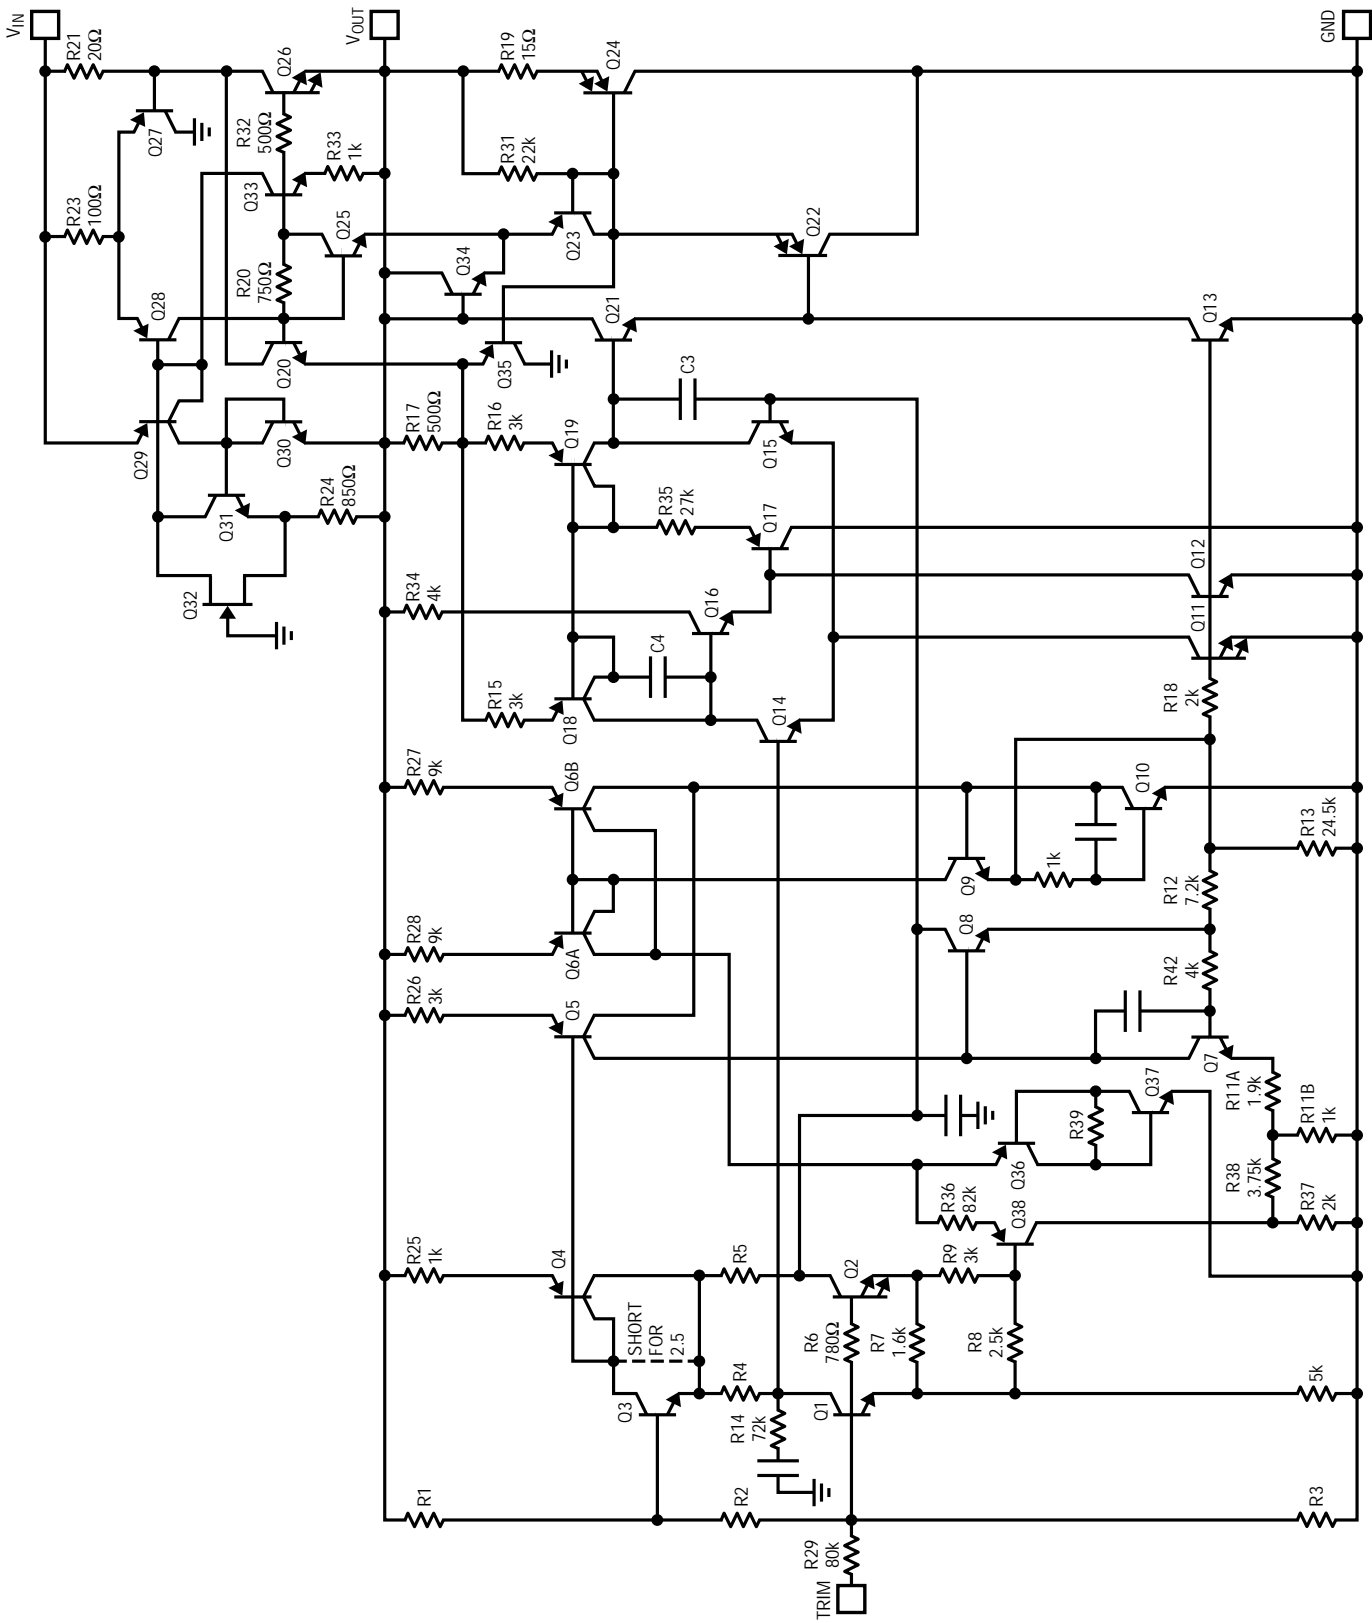 VIN
R23
100Ω
R21
20Ω
Q29
Q28
Q27
Q32
Q31
R20
750Ω
Q33
R32
500Ω
Q30
Q20
Q26
R24
850Ω
Q25
R33
1k
VOUT
R1
R25
1k
R26
3k
R28
9k
R27
9k
R34
4k
R17
500Ω
Q34
R15
3k
R16
3k
Q35
R31
22k
R19
15Ω
Q4
Q5
Q6A
Q6B
Q18
Q19
Q23
Q21
Q24
Q3
SHORT
FOR
2.5
C4
R35
27k
C3
R2
R14
72k
R4
R5
Q16
Q17
Q15
Q14
Q22
TRIM
R29
80k
Q1
R6
780Ω
Q2
R7
1.6k
R9
3k
R36
82k
R8
2.5k
Q38
Q36
Q8
Q9
1k
R39
Q37
Q10
R42
4k
R12
7.2k
R18
2k
Q7
Q11
Q12
Q13
R38
3.75k
R11A
1.9k
R3
5k
R37
2k
R11B
1k
R13
24.5k
GND